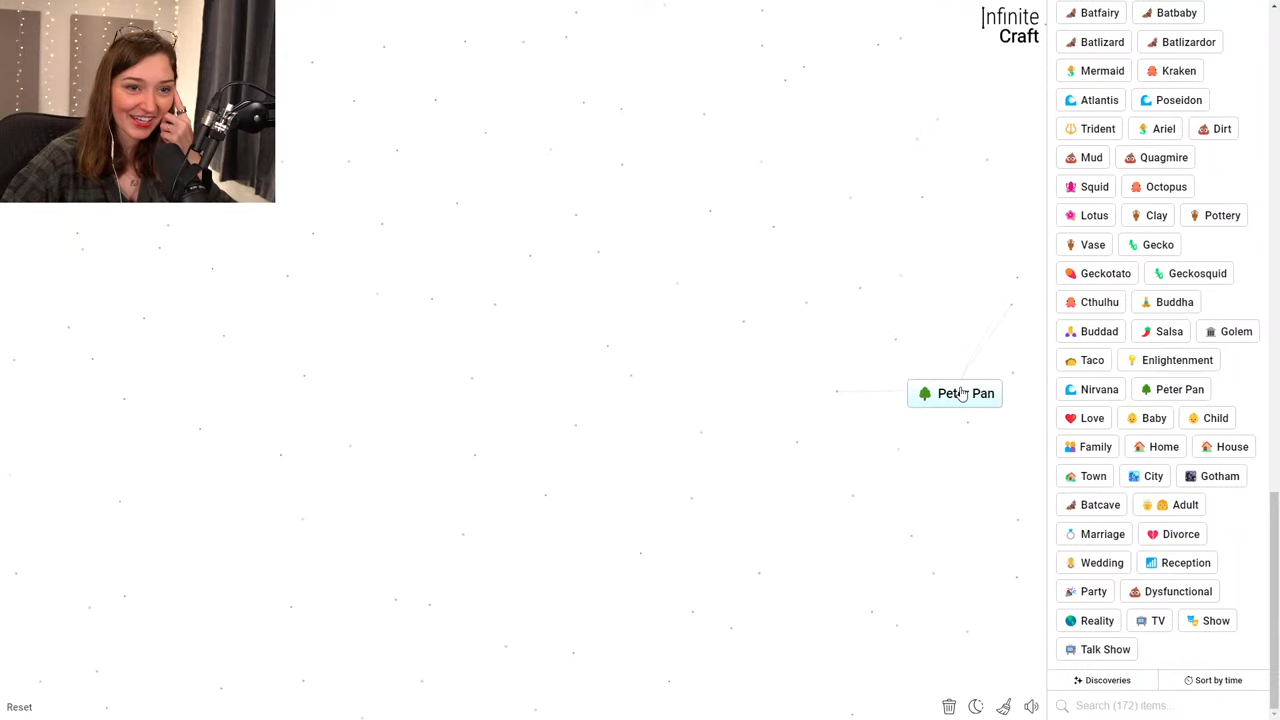 Infinite
Craft
Batfairy Batbaby
Batlizard Batlizardor
Mermaid Kraken
Atlantis Poseidon
Trident Ariel Dirt
Mud Quagmire
Squid Octopus
Lotus Clay Pottery
Vase Gecko
Geckotato Geckosquid
Cthulhu Buddha
Buddad Salsa Golem
Taco Enlightenment
Nirvana Peter Pan
Peter Pan
Love Baby Child
Family Home House
Town City Gotham
Batcave Adult
Marriage Divorce
Wedding Reception
Party Dysfunctional
Reality TV Show
Talk Show
Discoveries Sort by time
Reset
Search (172) items...